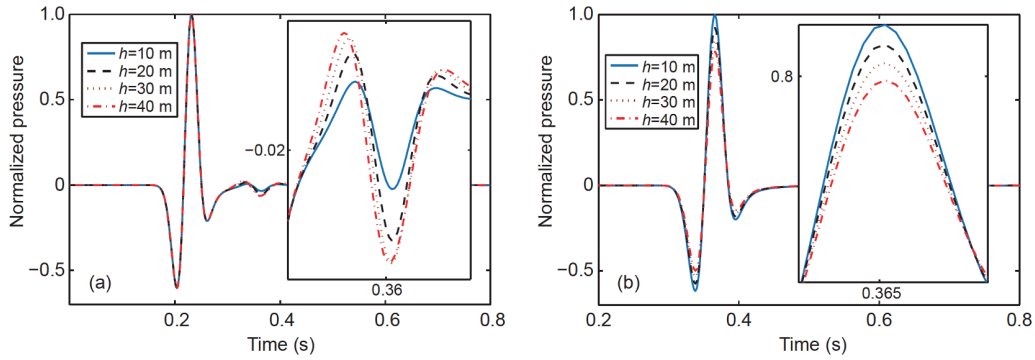 1.0
0.5
0
−0.5
Normalized pressure
(a)
h=10 m
h=20 m
h=30 m
h=40 m
−0.02
0.36
0 0.2 0.4 0.6 0.8
Time (s)
1.0
0.5
0
−0.5
Normalized pressure
(b)
h=10 m
h=20 m
h=30 m
h=40 m
0.8
0.365
0.2 0.4 0.6 0.8
Time (s)